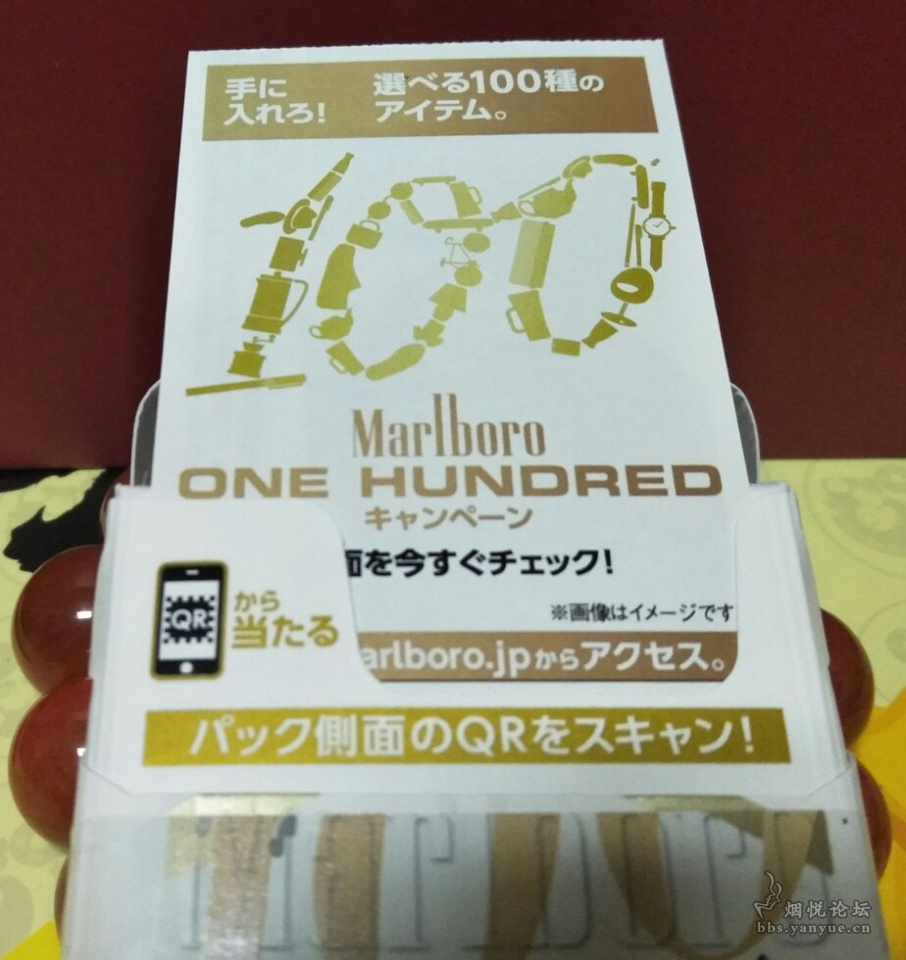 手に
入れろ!
選べる100種の
アイテム。
100
Marlboro
ONE HUNDRED
キャンペーン
面を今すぐチェック!
QR
から
当たる
※画像はイメージです
arlboro.jpからアクセス。
パック側面のQRをスキャン!
Marlboro
烟悦论坛
bbs.yanyue.cn